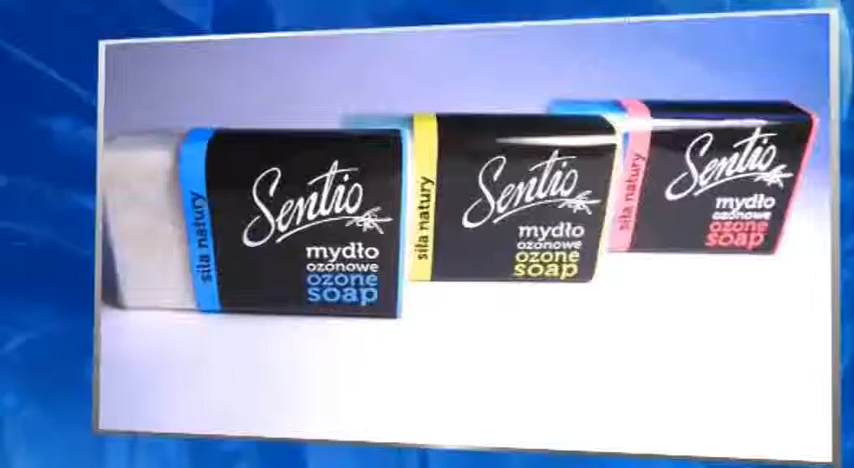 siła natury
Sentio
mydło
ozonowe
ozone
soap
siła natury
Sentio
mydło
ozonowe
ozone
soap
siła natury
Sentio
mydło
ozonowe
ozone
soap